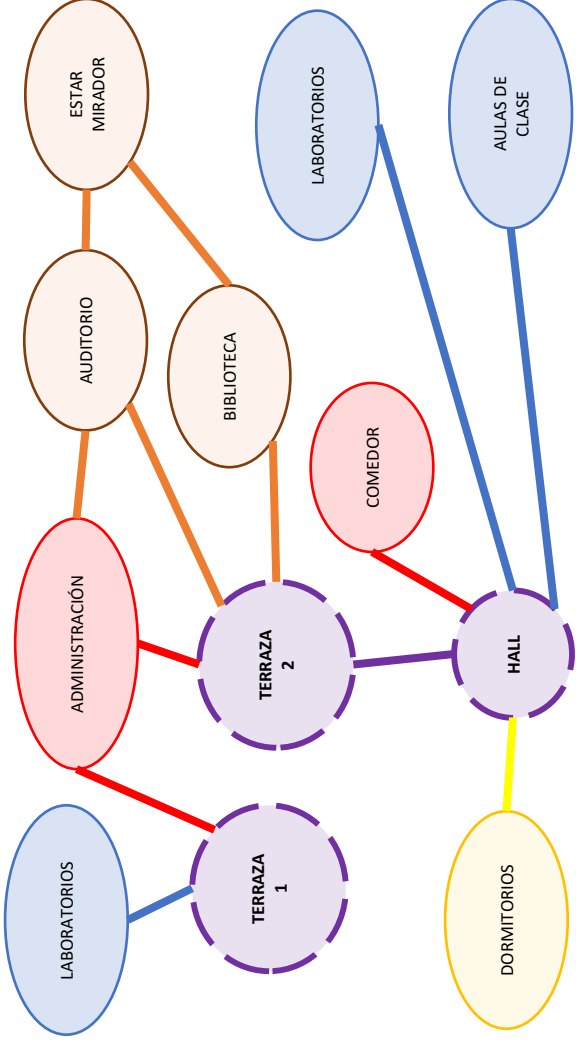 LABORATORIOS
ADMINISTRACIÓN
AUDITORIO
ESTAR
MIRADOR
TERRAZA
1
TERRAZA
2
BIBLIOTECA
LABORATORIOS
COMEDOR
DORMITORIOS
HALL
AULAS DE
CLASE